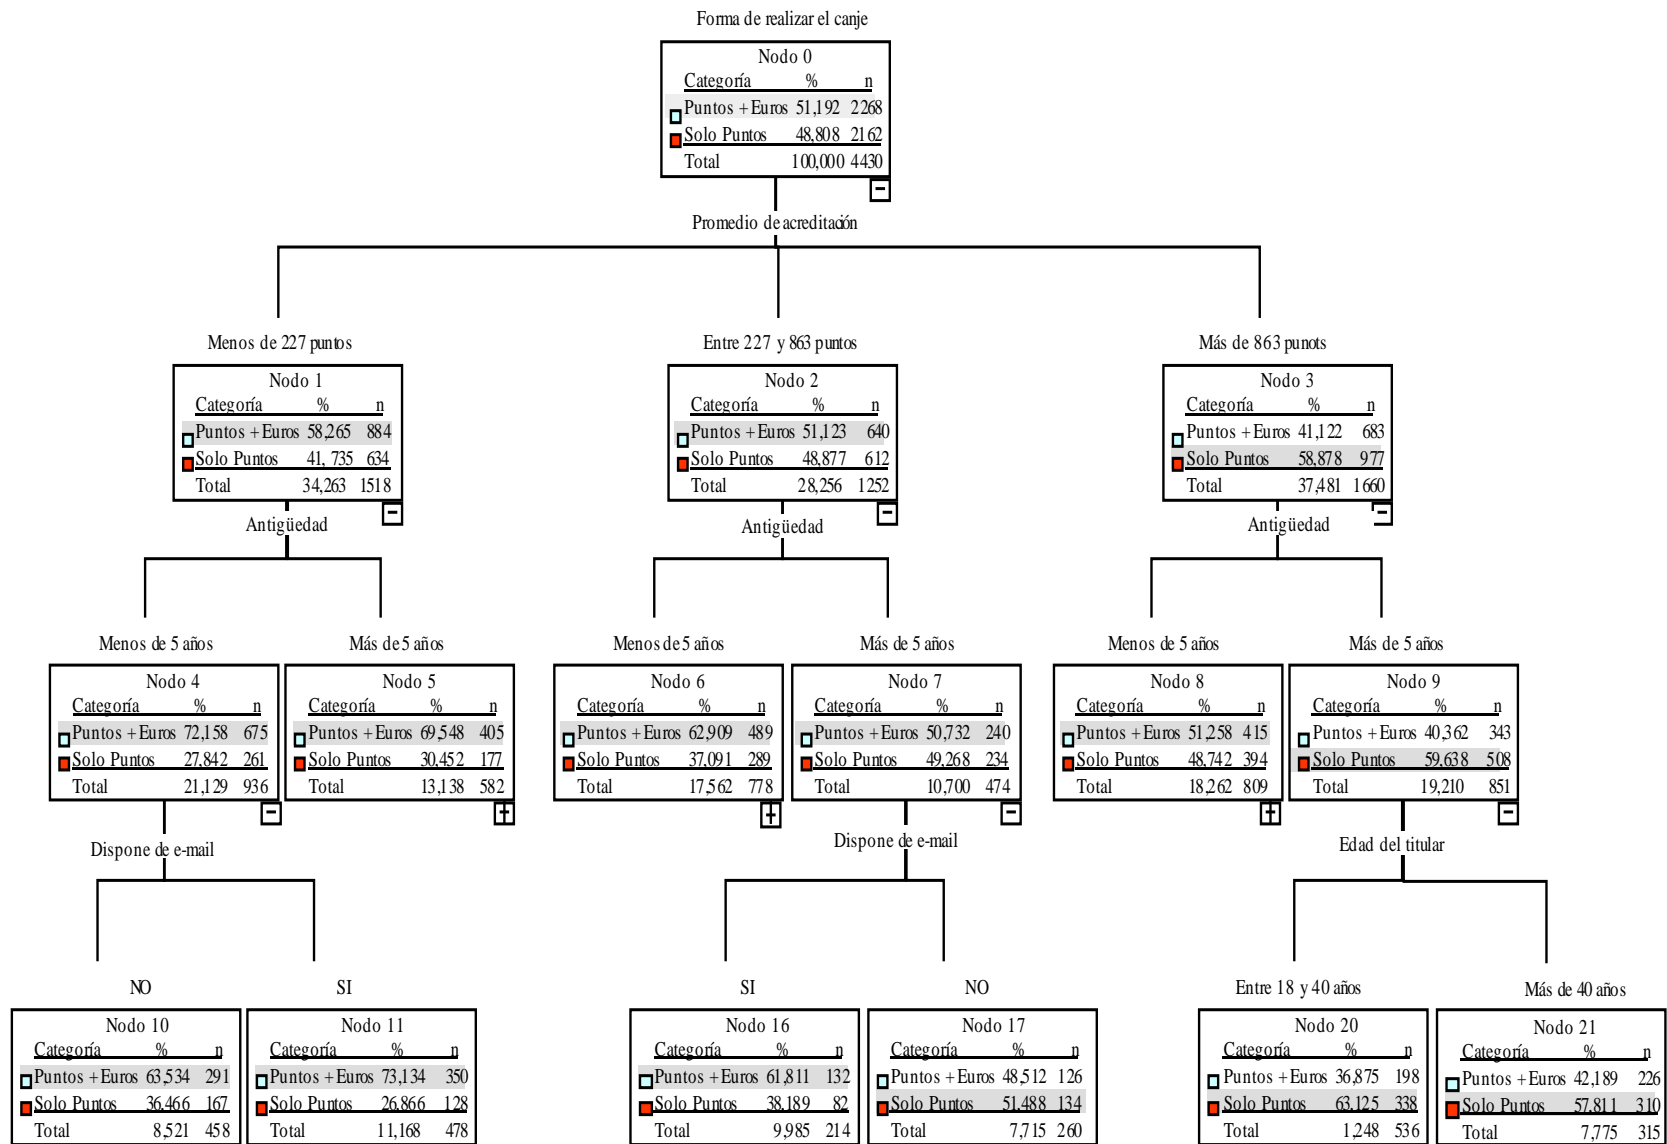 Forma de realizar el canje
Nodo 0
Categoría % n
Puntos + Euros 51,192 2268
Solo Puntos 48,808 2162
Total 100,000 4430
Promedio de acreditación
Menos de 227 puntos
Nodo 1
Categoría % n
Puntos + Euros 58,265 884
Solo Puntos 41, 735 634
Total 34,263 1518
Antigüedad
Entre 227 y 863 puntos
Nodo 2
Categoría % n
Puntos + Euros 51,123 640
Solo Puntos 48,877 612
Total 28,256 1252
Antigüedad
Más de 863 punots
Nodo 3
Categoría % n
Puntos + Euros 41,122 683
Solo Puntos 58,878 977
Total 37,481 1660
Antigüedad
Menos de 5 años
Nodo 4
Categoría % n
Puntos + Euros 72,158 675
Solo Puntos 27,842 261
Total 21,129 936
Dispone de e-mail
Más de 5 años
Nodo 5
Categoría % n
Puntos + Euros 69,548 405
Solo Puntos 30,452 177
Total 13,138 582
Menos de 5 años
Nodo 6
Categoría % n
Puntos + Euros 62,909 489
Solo Puntos 37,091 289
Total 17,562 778
Más de 5 años
Nodo 7
Categoría % n
Puntos + Euros 50,732 240
Solo Puntos 49,268 234
Total 10,700 474
Dispone de e-mail
Menos de 5 años
Nodo 8
Categoría % n
Puntos + Euros 51,258 415
Solo Puntos 48,742 394
Total 18,262 809
Más de 5 años
Nodo 9
Categoría % n
Puntos + Euros 40,362 343
Solo Puntos 59,638 508
Total 19,210 851
Edad del titular
NO
Nodo 10
Categoría % n
Puntos + Euros 63,534 291
Solo Puntos 36,466 167
Total 8,521 458
SI
Nodo 11
Categoría % n
Puntos + Euros 73,134 350
Solo Puntos 26,866 128
Total 11,168 478
SI
Nodo 16
Categoría % n
Puntos + Euros 61,811 132
Solo Puntos 38,189 82
Total 9,985 214
NO
Nodo 17
Categoría % n
Puntos + Euros 48,512 126
Solo Puntos 51,488 134
Total 7,715 260
Entre 18 y 40 años
Nodo 20
Categoría % n
Puntos + Euros 36,875 198
Solo Puntos 63,125 338
Total 1,248 536
Más de 40 años
Nodo 21
Categoría % n
Puntos + Euros 42,189 226
Solo Puntos 57,811 310
Total 7,775 315